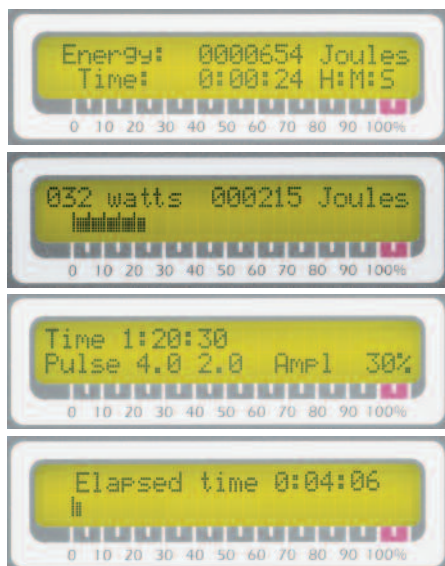 Energy: 0000654 Joules
Time: 0:00:24 H:M:S
0 10 20 30 40 50 60 70 80 90 100%
032 watts 000215 Joules
0 10 20 30 40 50 60 70 80 90 100%
Time 1:20:30
Pulse 4.0 2.0 Ampl 30%
0 10 20 30 40 50 60 70 80 90 100%
Elapsed time 0:04:06
0 10 20 30 40 50 60 70 80 90 100%